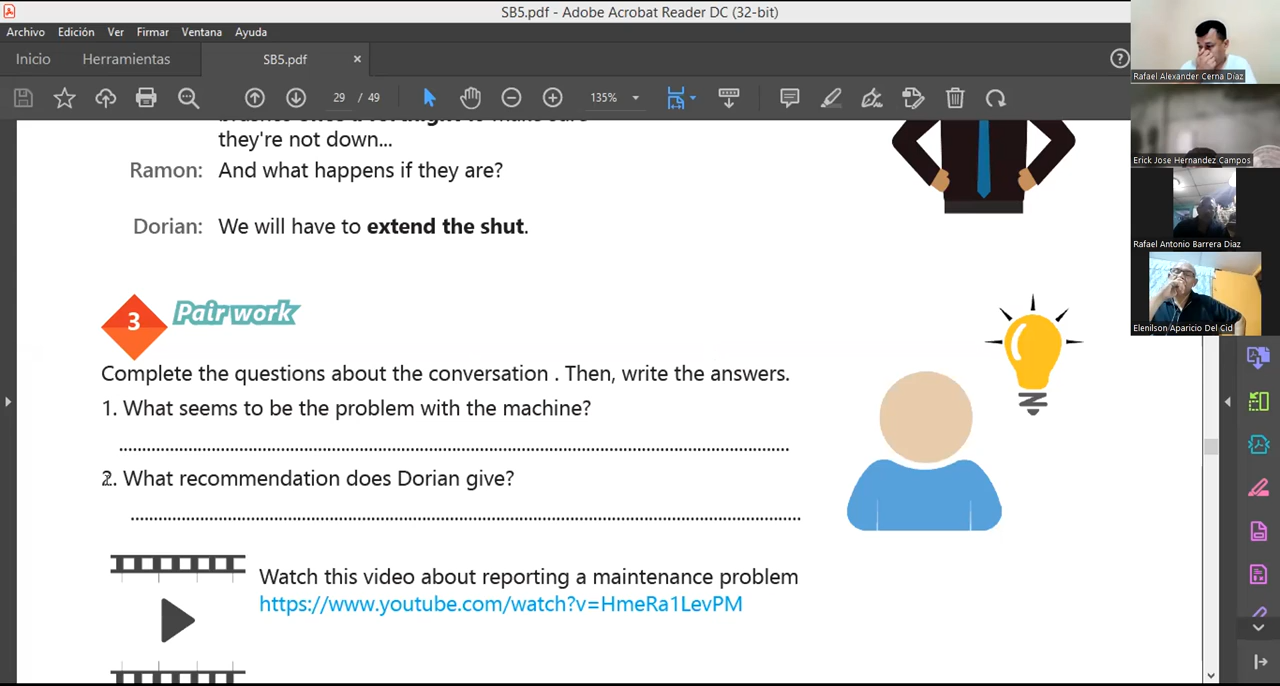 SB5.pdf - Adobe Acrobat Reader DC (32-bit)
Archivo Edición Ver Firmar Ventana Ayuda
Inicio Herramientas SB5.pdf ×
29 / 49 135%
they're not down...
Ramon: And what happens if they are?
Dorian: We will have to extend the shut.
3 Pair work
Complete the questions about the conversation . Then, write the answers.
1. What seems to be the problem with the machine?
2. What recommendation does Dorian give?
Watch this video about reporting a maintenance problem
https://www.youtube.com/watch?v=HmeRa1LevPM
Rafael Alexander Cerna Diaz
Erick Jose Hernandez Campos
Rafael Antonio Barrera Diaz
Elenilson Aparicio Del Cid